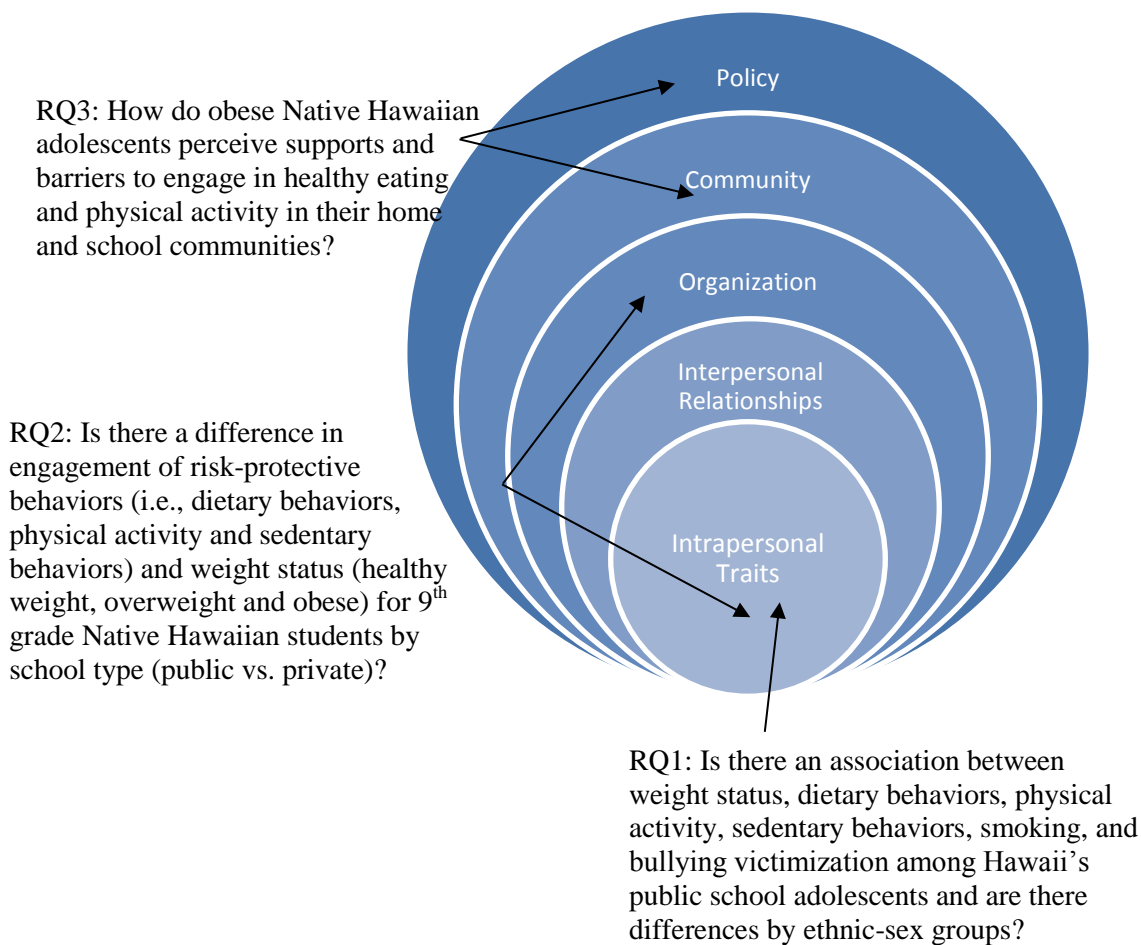 Policy
RQ3: How do obese Native Hawaiian
adolescents perceive supports and
barriers to engage in healthy eating
and physical activity in their home
and school communities?
Community
Organization
Interpersonal
Relationships
RQ2: Is there a difference in
engagement of risk-protective
behaviors (i.e., dietary behaviors,
physical activity and sedentary
behaviors) and weight status (healthy
weight, overweight and obese) for 9th
grade Native Hawaiian students by
school type (public vs. private)?
Intrapersonal
Traits
RQ1: Is there an association between
weight status, dietary behaviors, physical
activity, sedentary behaviors, smoking, and
bullying victimization among Hawaii’s
public school adolescents and are there
differences by ethnic-sex groups?